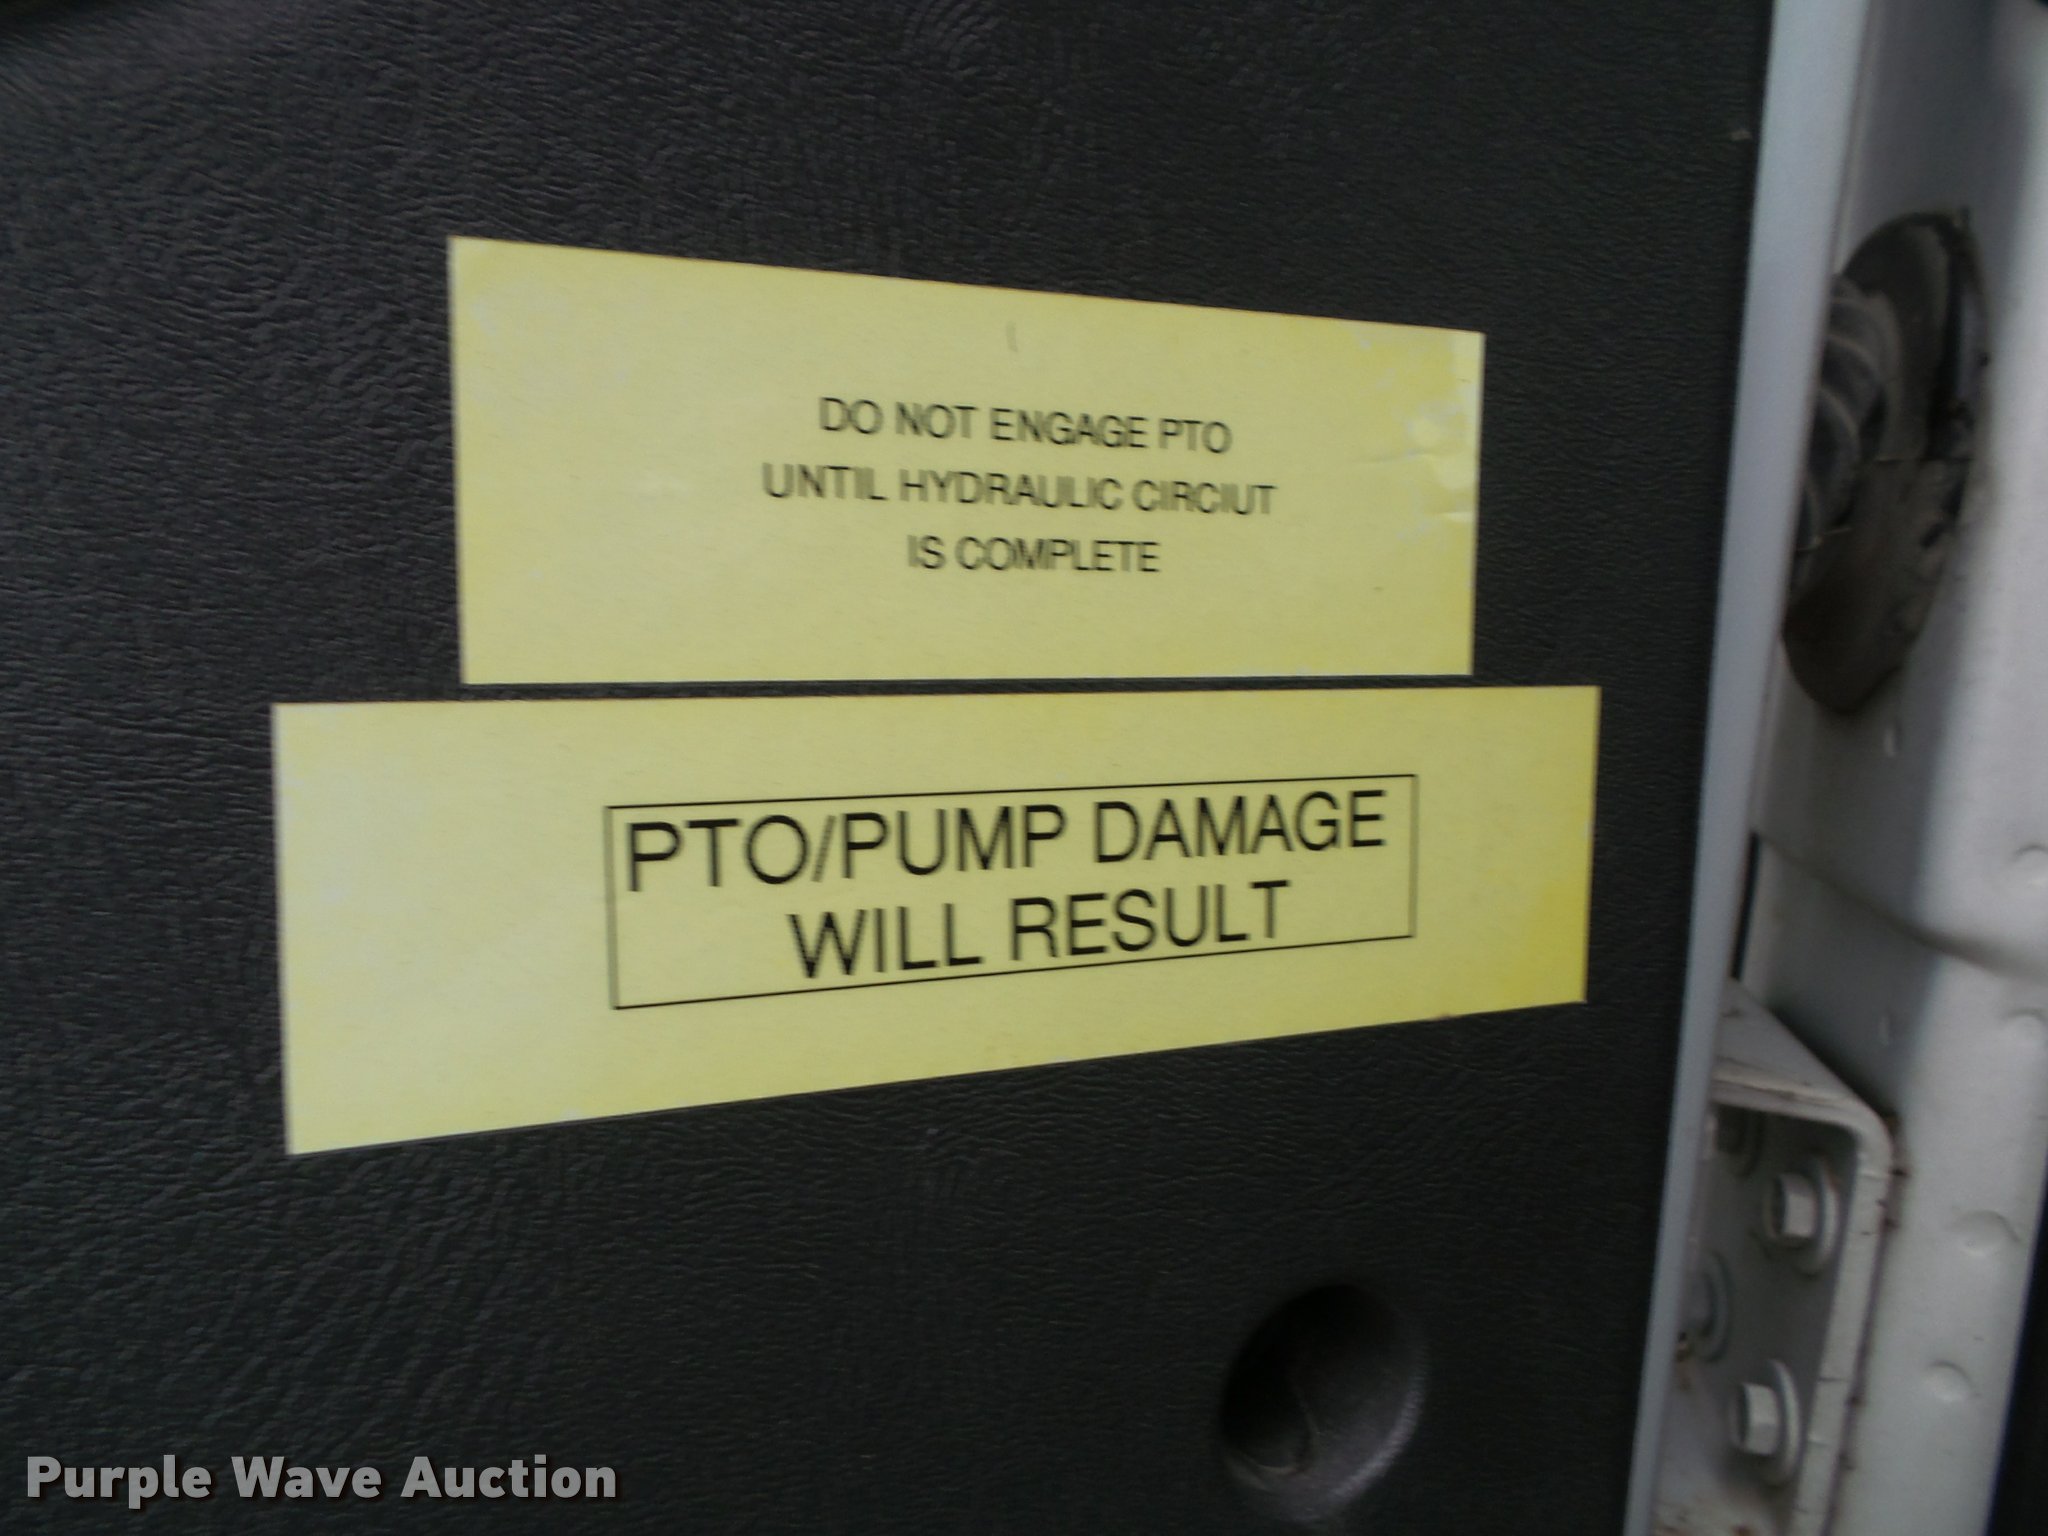 DO NOT ENGAGE PTO
UNTIL HYDRAULIC CIRCIUT
IS COMPLETE
PTO/PUMP DAMAGE
WILL RESULT
Purple Wave Auction